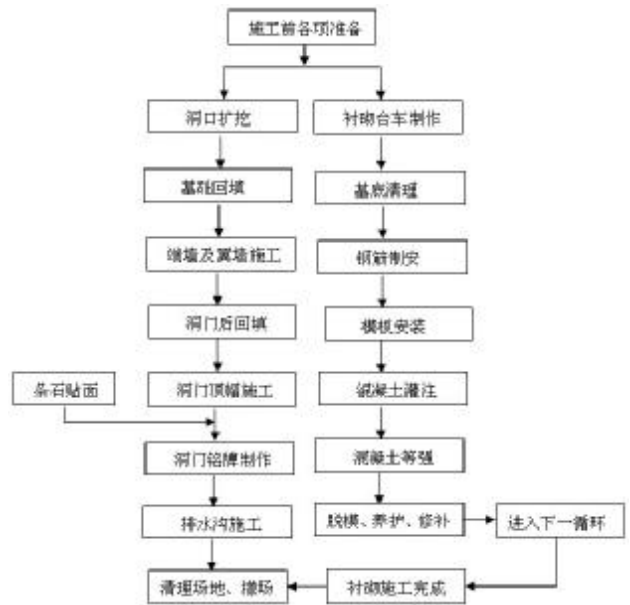 施工前各项准备
洞口扩挖
衬砌台车制作
基础回填
基底清理
端墙及翼墙施工
钢筋制安
洞门后回填
模板安装
条石贴面
洞门顶帽施工
混凝土灌注
洞门铭牌制作
混凝土等强
排水沟施工
脱模、养护、修补
进入下一循环
清理场地、撤场
衬砌施工完成